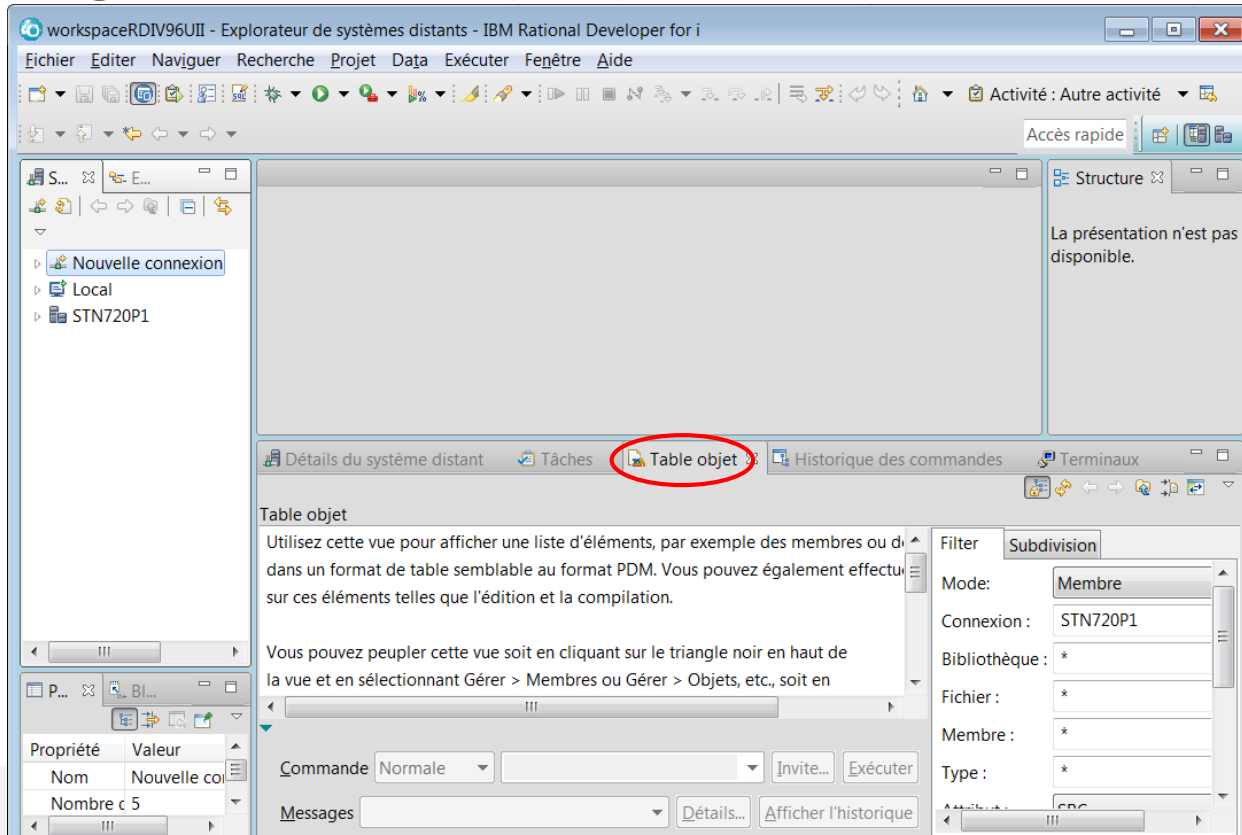 workspaceRDIV96UII - Explorateur de systèmes distants - IBM Rational Developer for i
Fichier Editer Naviguer Recherche Projet Data Exécuter Fenêtre Aide
Activité : Autre activité
Accès rapide
S... E...
Structure
La présentation n'est pas
disponible.
Nouvelle connexion
Local
STN720P1
Détails du système distant Tâches Table objet Historique des commandes Terminaux
Table objet
Utilisez cette vue pour afficher une liste d'éléments, par exemple des membres ou d
dans un format de table semblable au format PDM. Vous pouvez également effectu
sur ces éléments telles que l'édition et la compilation.
Vous pouvez peupler cette vue soit en cliquant sur le triangle noir en haut de
la vue et en sélectionnant Gérer > Membres ou Gérer > Objets, etc., soit en
Filter Subdivision
Mode: Membre
Connexion : STN720P1
Bibliothèque : *
Fichier : *
Membre : *
Type : *
P... Bl...
Propriété Valeur
Nom Nouvelle co
Nombre d 5
Commande Normale Invite... Exécuter
Messages Détails... Afficher l'historique